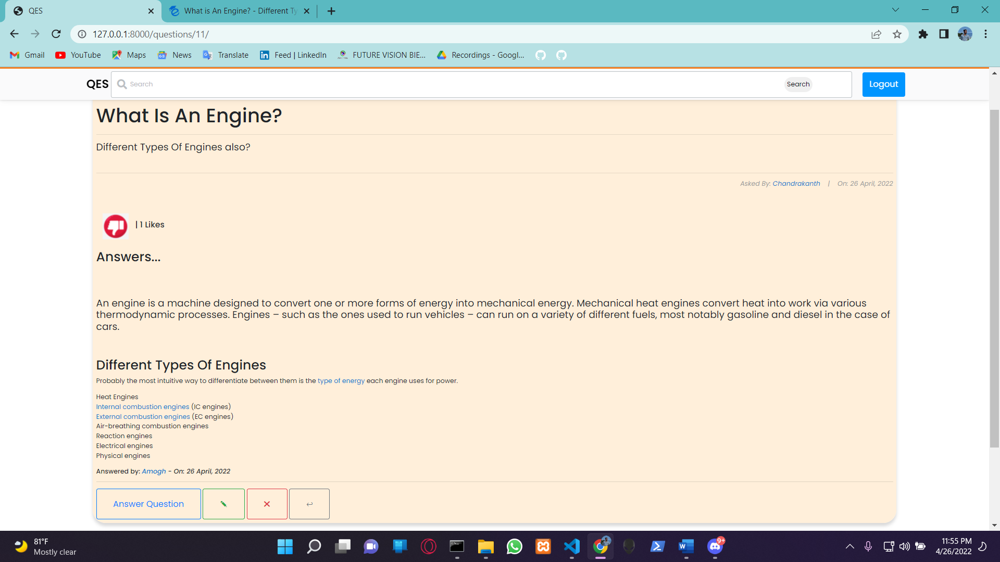 QES
What is An Engine? - Different Ty
127.0.0.1:8000/questions/11/
Gmail
YouTube
Maps
News
Translate
Feed | LinkedIn
FUTURE VISION BIE...
Recordings - Googl...
QES
Search
Search
Logout
What Is An Engine?
Different Types Of Engines also?
Asked By: Chandrakanth | On: 26 April, 2022
| 1 Likes
Answers...
An engine is a machine designed to convert one or more forms of energy into mechanical energy. Mechanical heat engines convert heat into work via various
thermodynamic processes. Engines – such as the ones used to run vehicles – can run on a variety of different fuels, most notably gasoline and diesel in the case of
cars.
Different Types Of Engines
Probably the most intuitive way to differentiate between them is the type of energy each engine uses for power.
Heat Engines
Internal combustion engines (IC engines)
External combustion engines (EC engines)
Air-breathing combustion engines
Reaction engines
Electrical engines
Physical engines
Answered by: Amogh - On: 26 April, 2022
Answer Question
81°F
Mostly clear
9+
11:55 PM
4/26/2022